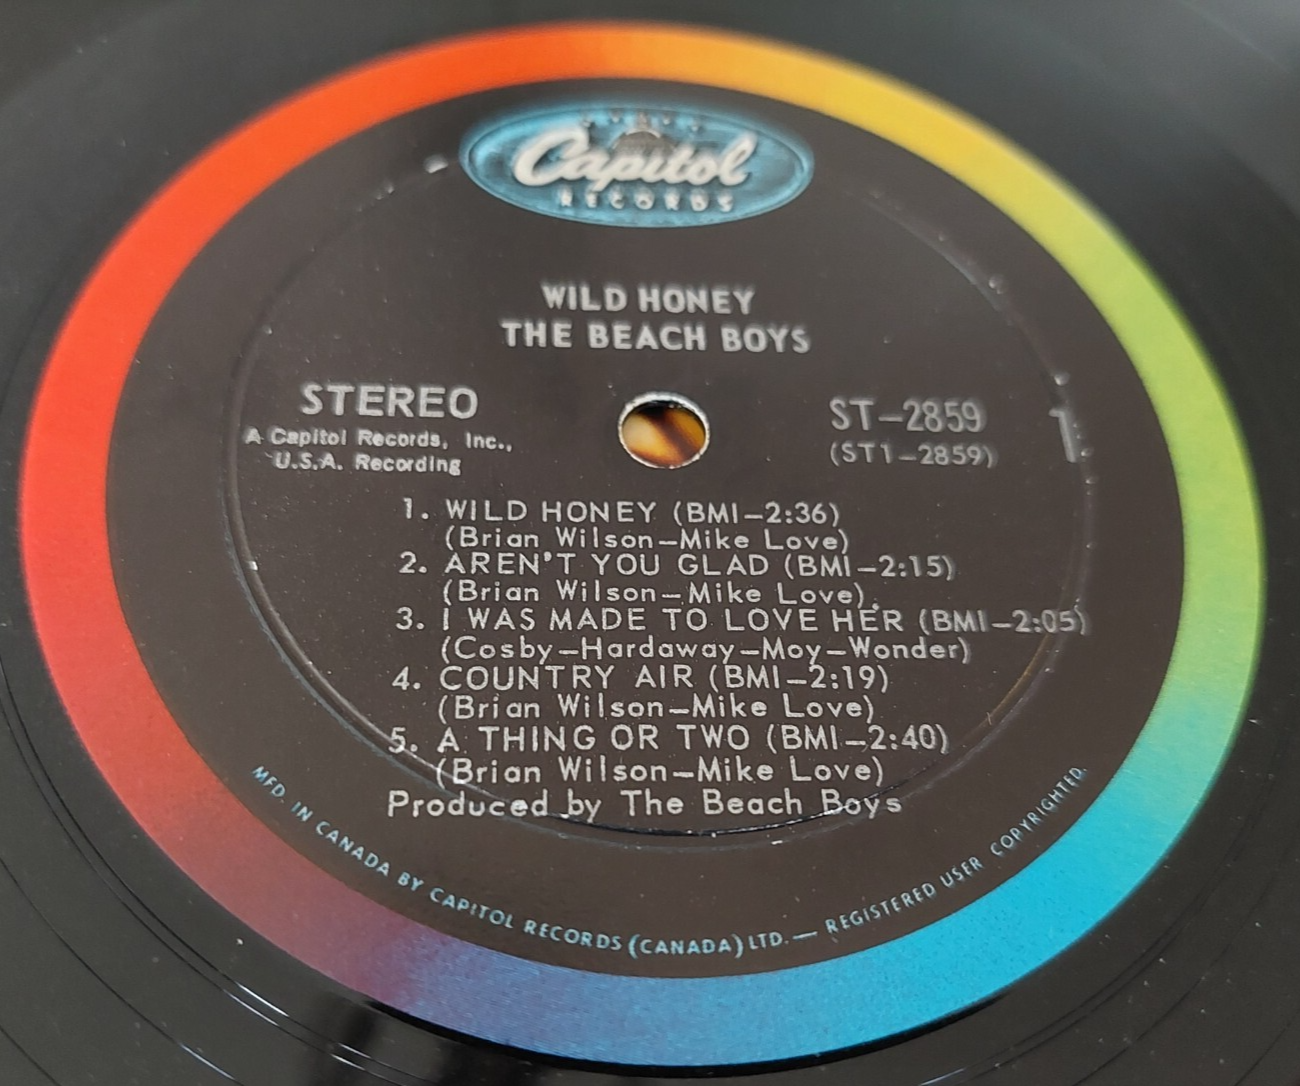 Capitol
RECORDS
WILD HONEY
THE BEACH BOYS
STEREO
A Capitol Records, Inc.,
U.S.A. Recording
ST-2859
(ST1-2859)
1
1. WILD HONEY (BMI-2:36)
(Brian Wilson-Mike Love)
2. AREN'T YOU GLAD (BMI-2:15)
(Brian Wilson-Mike Love)
3. I WAS MADE TO LOVE HER (BMI-2:05)
(Cosby-Hardaway-Moy-Wonder)
4. COUNTRY AIR (BMI-2:19)
(Brian Wilson-Mike Love)
5. A THING OR TWO (BMI-2:40)
(Brian Wilson-Mike Love)
Produced by The Beach Boys
MFD. IN CANADA BY CAPITOL RECORDS (CANADA) LTD. — REGISTERED USER COPYRIGHTED.